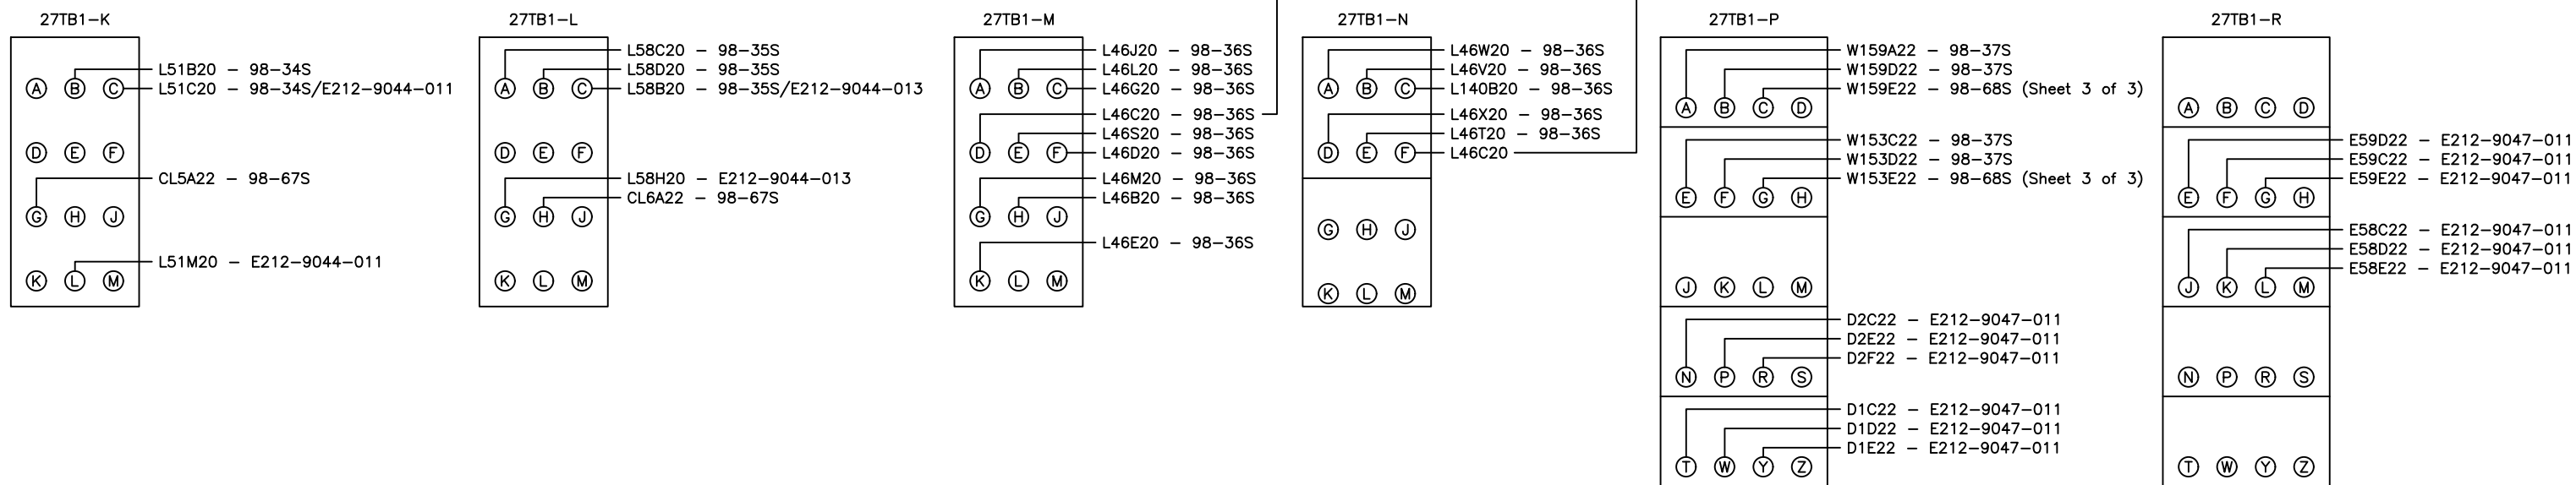 27TB1-K
L51B20 - 98-34S
A B C L51C20 - 98-34S/E212-9044-011
D E F
CL5A22 - 98-67S
G H J
L51M20 - E212-9044-011
K L M
27TB1-L
L58C20 - 98-35S
L58D20 - 98-35S
A B C L58B20 - 98-35S/E212-9044-013
D E F
L58H20 - E212-9044-013
CL6A22 - 98-67S
G H J
K L M
27TB1-M
L46J20 - 98-36S
L46L20 - 98-36S
A B C L46G20 - 98-36S
L46C20 - 98-36S
L46S20 - 98-36S
D E F L46D20 - 98-36S
L46M20 - 98-36S
L46B20 - 98-36S
G H J
L46E20 - 98-36S
K L M
27TB1-N
L46W20 - 98-36S
L46V20 - 98-36S
A B C L140B20 - 98-36S
L46X20 - 98-36S
L46T20 - 98-36S
D E F L46C20
G H J
K L M
27TB1-P
W159A22 - 98-37S
W159D22 - 98-37S
W159E22 - 98-68S (Sheet 3 of 3)
A B C D
W153C22 - 98-37S
W153D22 - 98-37S
W153E22 - 98-68S (Sheet 3 of 3)
E F G H
J K L M
D2C22 - E212-9047-011
D2E22 - E212-9047-011
D2F22 - E212-9047-011
N P R S
D1C22 - E212-9047-011
D1D22 - E212-9047-011
D1E22 - E212-9047-011
T W Y Z
27TB1-R
A B C D
E59D22 - E212-9047-011
E59C22 - E212-9047-011
E59E22 - E212-9047-011
E F G H
E58C22 - E212-9047-011
E58D22 - E212-9047-011
E58E22 - E212-9047-011
J K L M
N P R S
T W Y Z